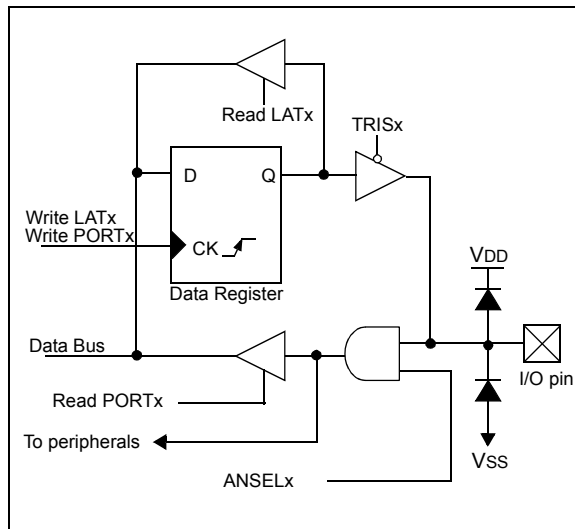 Read LATx
TRISx
D Q
Write LATx
Write PORTx
CK
Data Register
VDD
Data Bus
I/O pin
Read PORTx
To peripherals
VSS
ANSELx